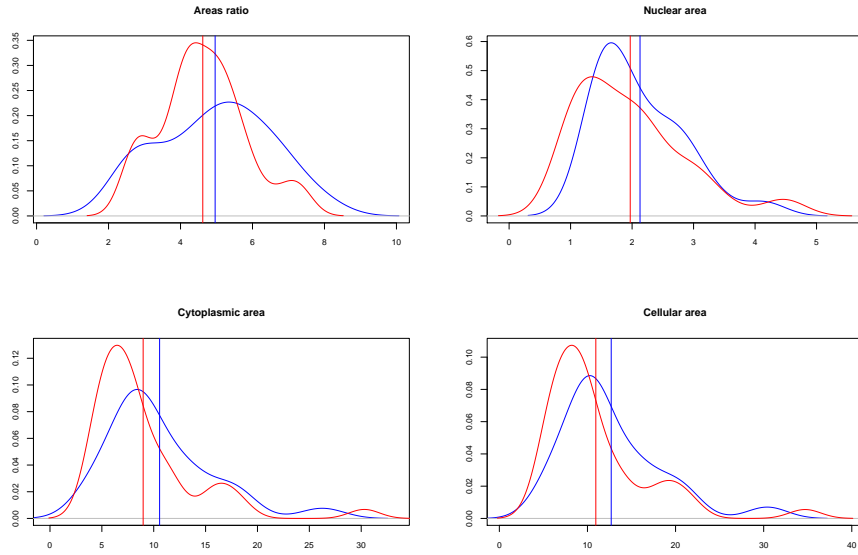 Areas ratio
0.00 0.05 0.10 0.15 0.20 0.25 0.30 0.35
0 2 4 6 8 10
Nuclear area
0.0 0.1 0.2 0.3 0.4 0.5 0.6
0 1 2 3 4 5
Cytoplasmic area
0.00 0.02 0.04 0.06 0.08 0.10 0.12
0 5 10 15 20 25 30
Cellular area
0.00 0.02 0.04 0.06 0.08 0.10
0 10 20 30 40